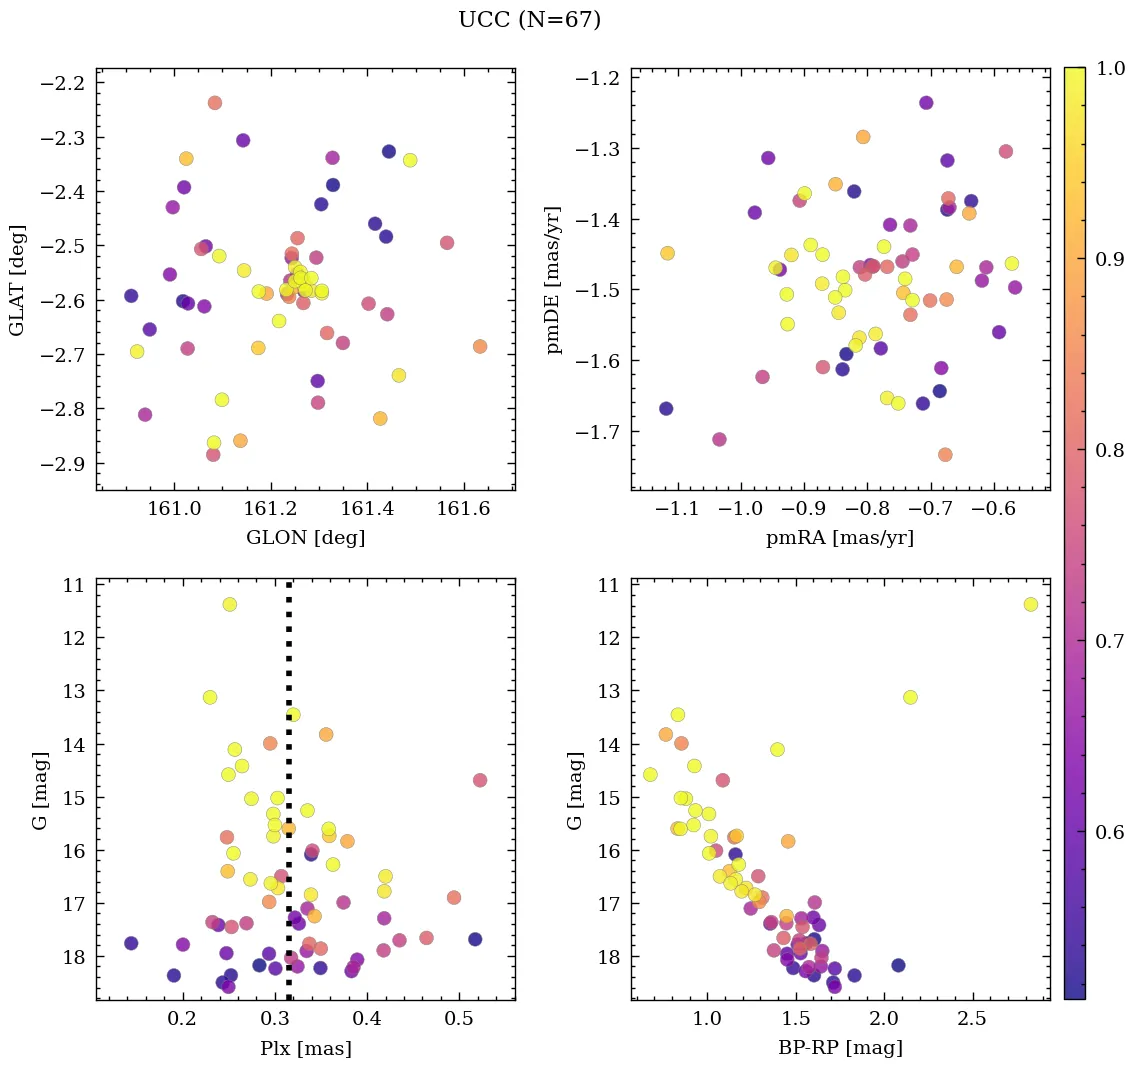 UCC (N=67)
−2.2
−2.3
−2.4
−2.5
−2.6
−2.7
−2.8
−2.9
GLAT [deg]
161.0 161.2 161.4 161.6
GLON [deg]
−1.2
−1.3
−1.4
−1.5
−1.6
−1.7
pmDE [mas/yr]
−1.1 −1.0 −0.9 −0.8 −0.7 −0.6
pmRA [mas/yr]
1.0
0.9
0.8
0.7
0.6
11
12
13
14
15
16
17
18
G [mag]
0.2 0.3 0.4 0.5
Plx [mas]
11
12
13
14
15
16
17
18
G [mag]
1.0 1.5 2.0 2.5
BP-RP [mag]